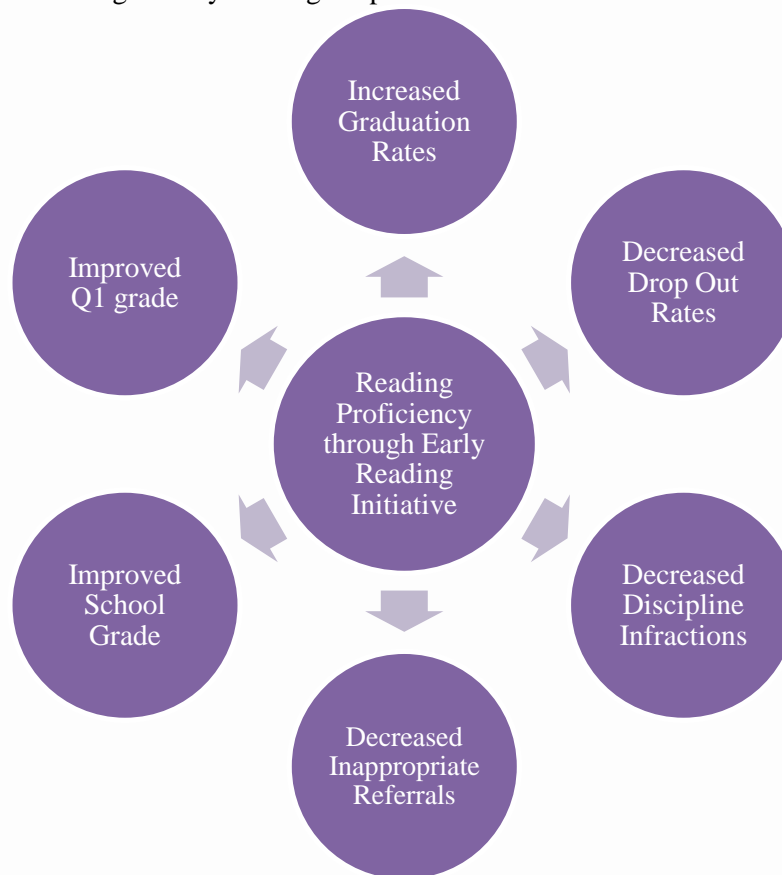 Increased
Graduation
Rates
Decreased
Drop Out
Rates
Decreased
Discipline
Infractions
Decreased
Inappropriate
Referrals
Improved
School
Grade
Improved
Q1 grade
Reading
Proficiency
through Early
Reading
Initiative